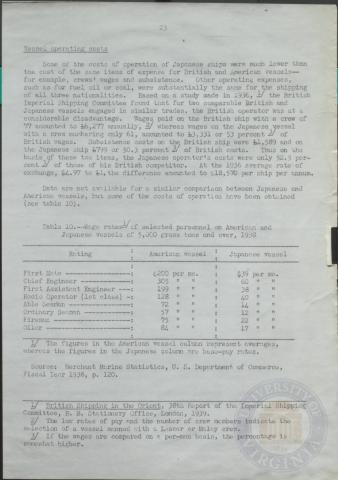 23
Vessel operating costs
Some of the costs of operation of Japanese ships were much lower than
the cost of the same items of expense for British and American vessels--
for example, crews' wages and subsistence. Other operating expenses,
such as for fuel oil or coal, were substantially the same for the shipping
of all three nationalities. Based on a study made in 1936, 1/ the British
Imperial Shipping Committee found that for two comparable British and
Japanese vessels engaged in similar trades, the British operator was at a
considerable disadvantage. Wages paid on the British ship with a crew of
77 amounted to £6,277 annually, 2/ whereas wages on the Japanese vessel
with a crew numbering only 61, amounted to £3,331 or 53 percent 3/ of
British wages. Subsistence costs on the British ship were £1,589 and on
the Japanese ship £799 or 50.3 percent 3/ of British costs. Thus on the
basis of these two items, the Japanese operator's costs were only 52.5 per-
cent 3/ of those of his British competitor. At the 1936 average rate of
exchange, $4.97 to £1, the difference amounted to $18,570 per ship per annum.
Data are not available for a similar comparison between Japanese and
American vessels, but some of the costs of operation have been obtained
(see table 10).
Table 10.--Wage rates 1/ of selected personnel on American and
Japanese vessels of 5,000 gross tons and over, 1938
Rating : American vessel : Japanese vessel
First Mate : $200 per mo. : $39 per mo.
Chief Engineer : 305 " " : 60 " "
First Assistant Engineer : 199 " " : 38 " "
Radio Operator (1st class) : 128 " " : 40 " "
Able Seaman : 72 " " : 14 " "
Ordinary Seaman : 57 " " : 12 " "
Fireman : 75 " " : 22 " "
Oiler : 84 " " : 17 " "
1/ The figures in the American vessel column represent averages,
whereas the figures in the Japanese column are base-pay rates.
Source: Merchant Marine Statistics, U. S. Department of Commerce,
Fiscal Year 1938, p. 120.
1/ British Shipping in the Orient, 38th Report of the Imperial Shipping
Committee, H. M. Stationery Office, London, 1939.
2/ The low rates of pay and the number of crew members indicate the
selection of a vessel manned with a Lascar or Malay crew.
3/ If the wages are compared on a per-man basis, the percentage is
somewhat higher.